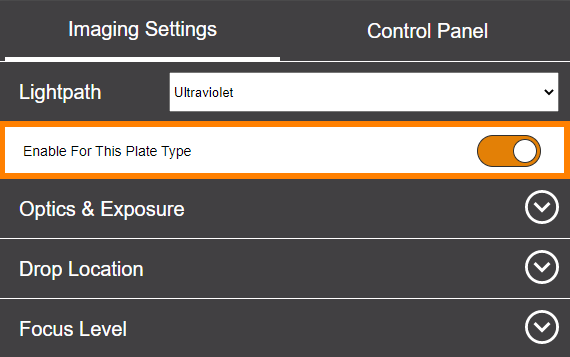 Imaging Settings
Control Panel
Lightpath
Ultraviolet
Enable For This Plate Type
Optics & Exposure
Drop Location
Focus Level